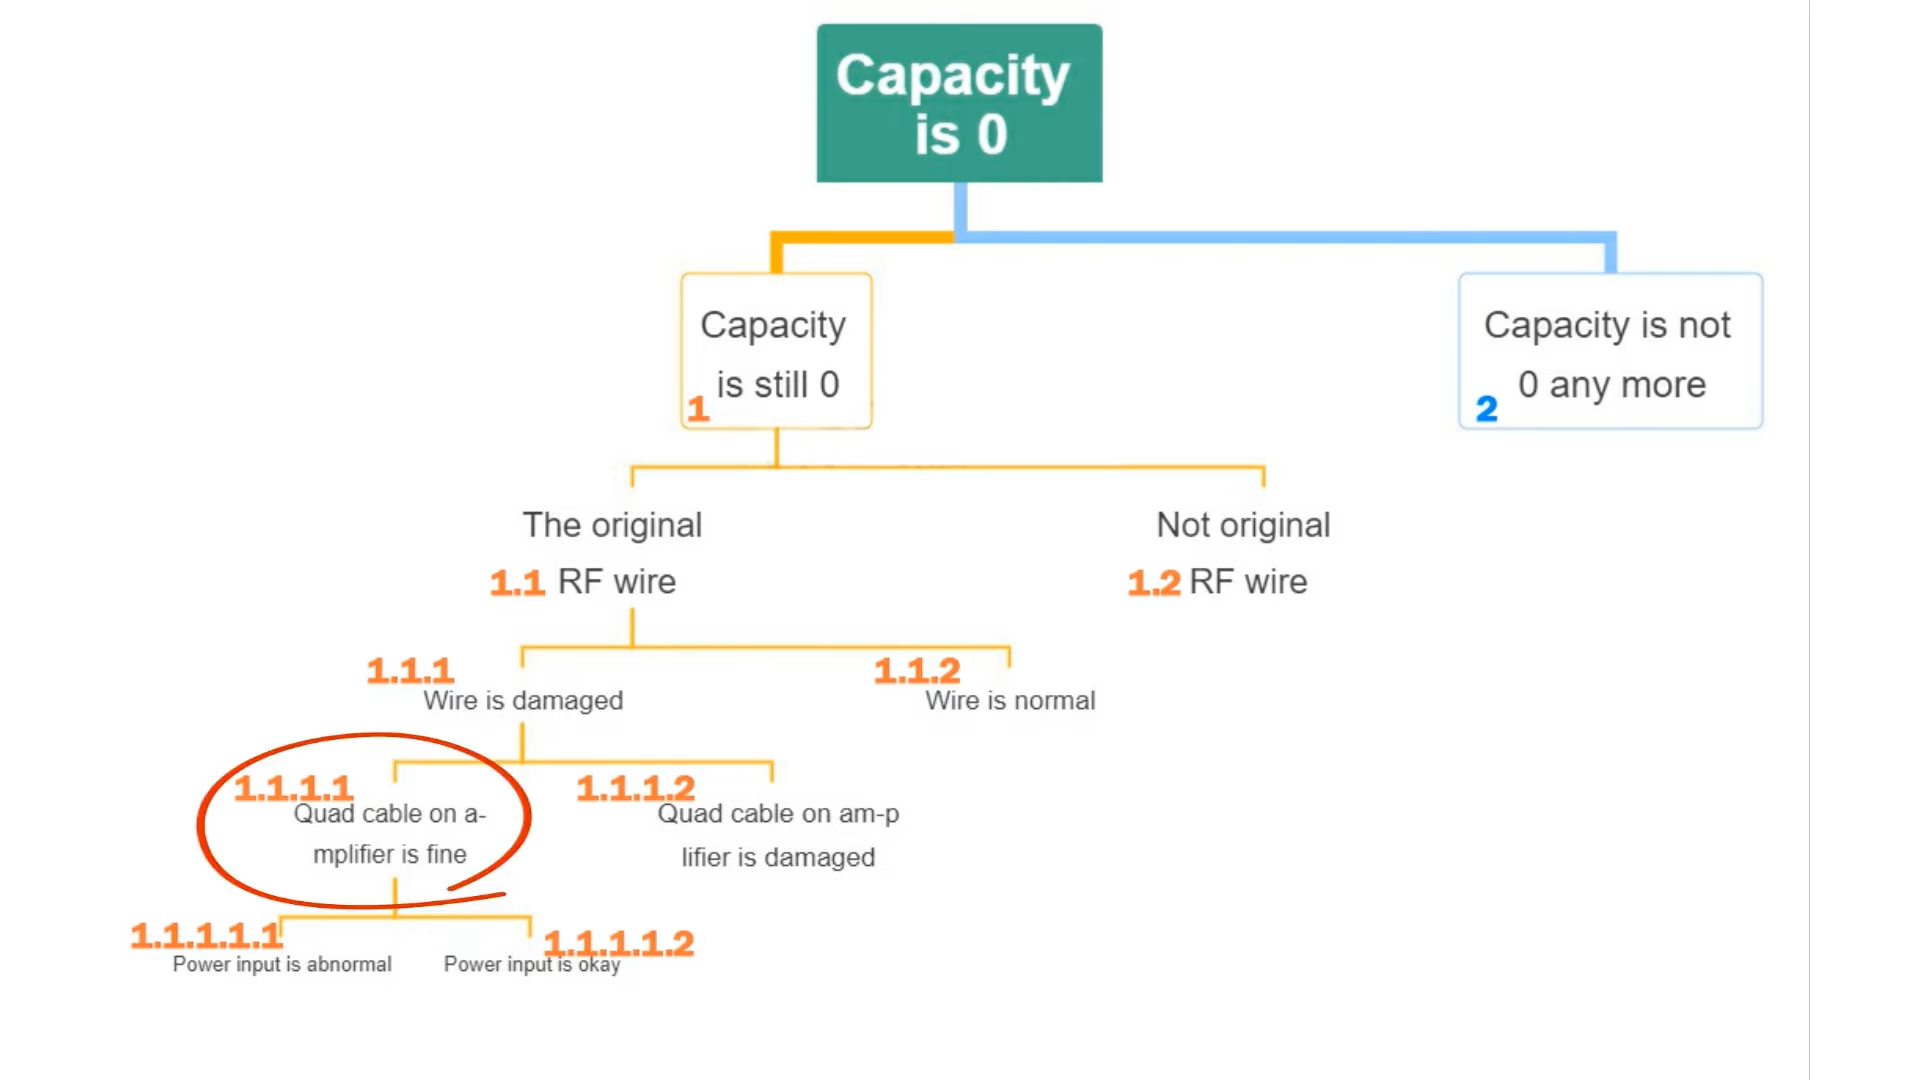 Capacity
is 0
Capacity
is still 0
1
Capacity is not
0 any more
2
The original
1.1 RF wire
Not original
1.2 RF wire
1.1.1
Wire is damaged
1.1.2
Wire is normal
1.1.1.1
Quad cable on a-
mplifier is fine
1.1.1.2
Quad cable on am-p
lifier is damaged
1.1.1.1.1
Power input is abnormal
1.1.1.1.2
Power input is okay